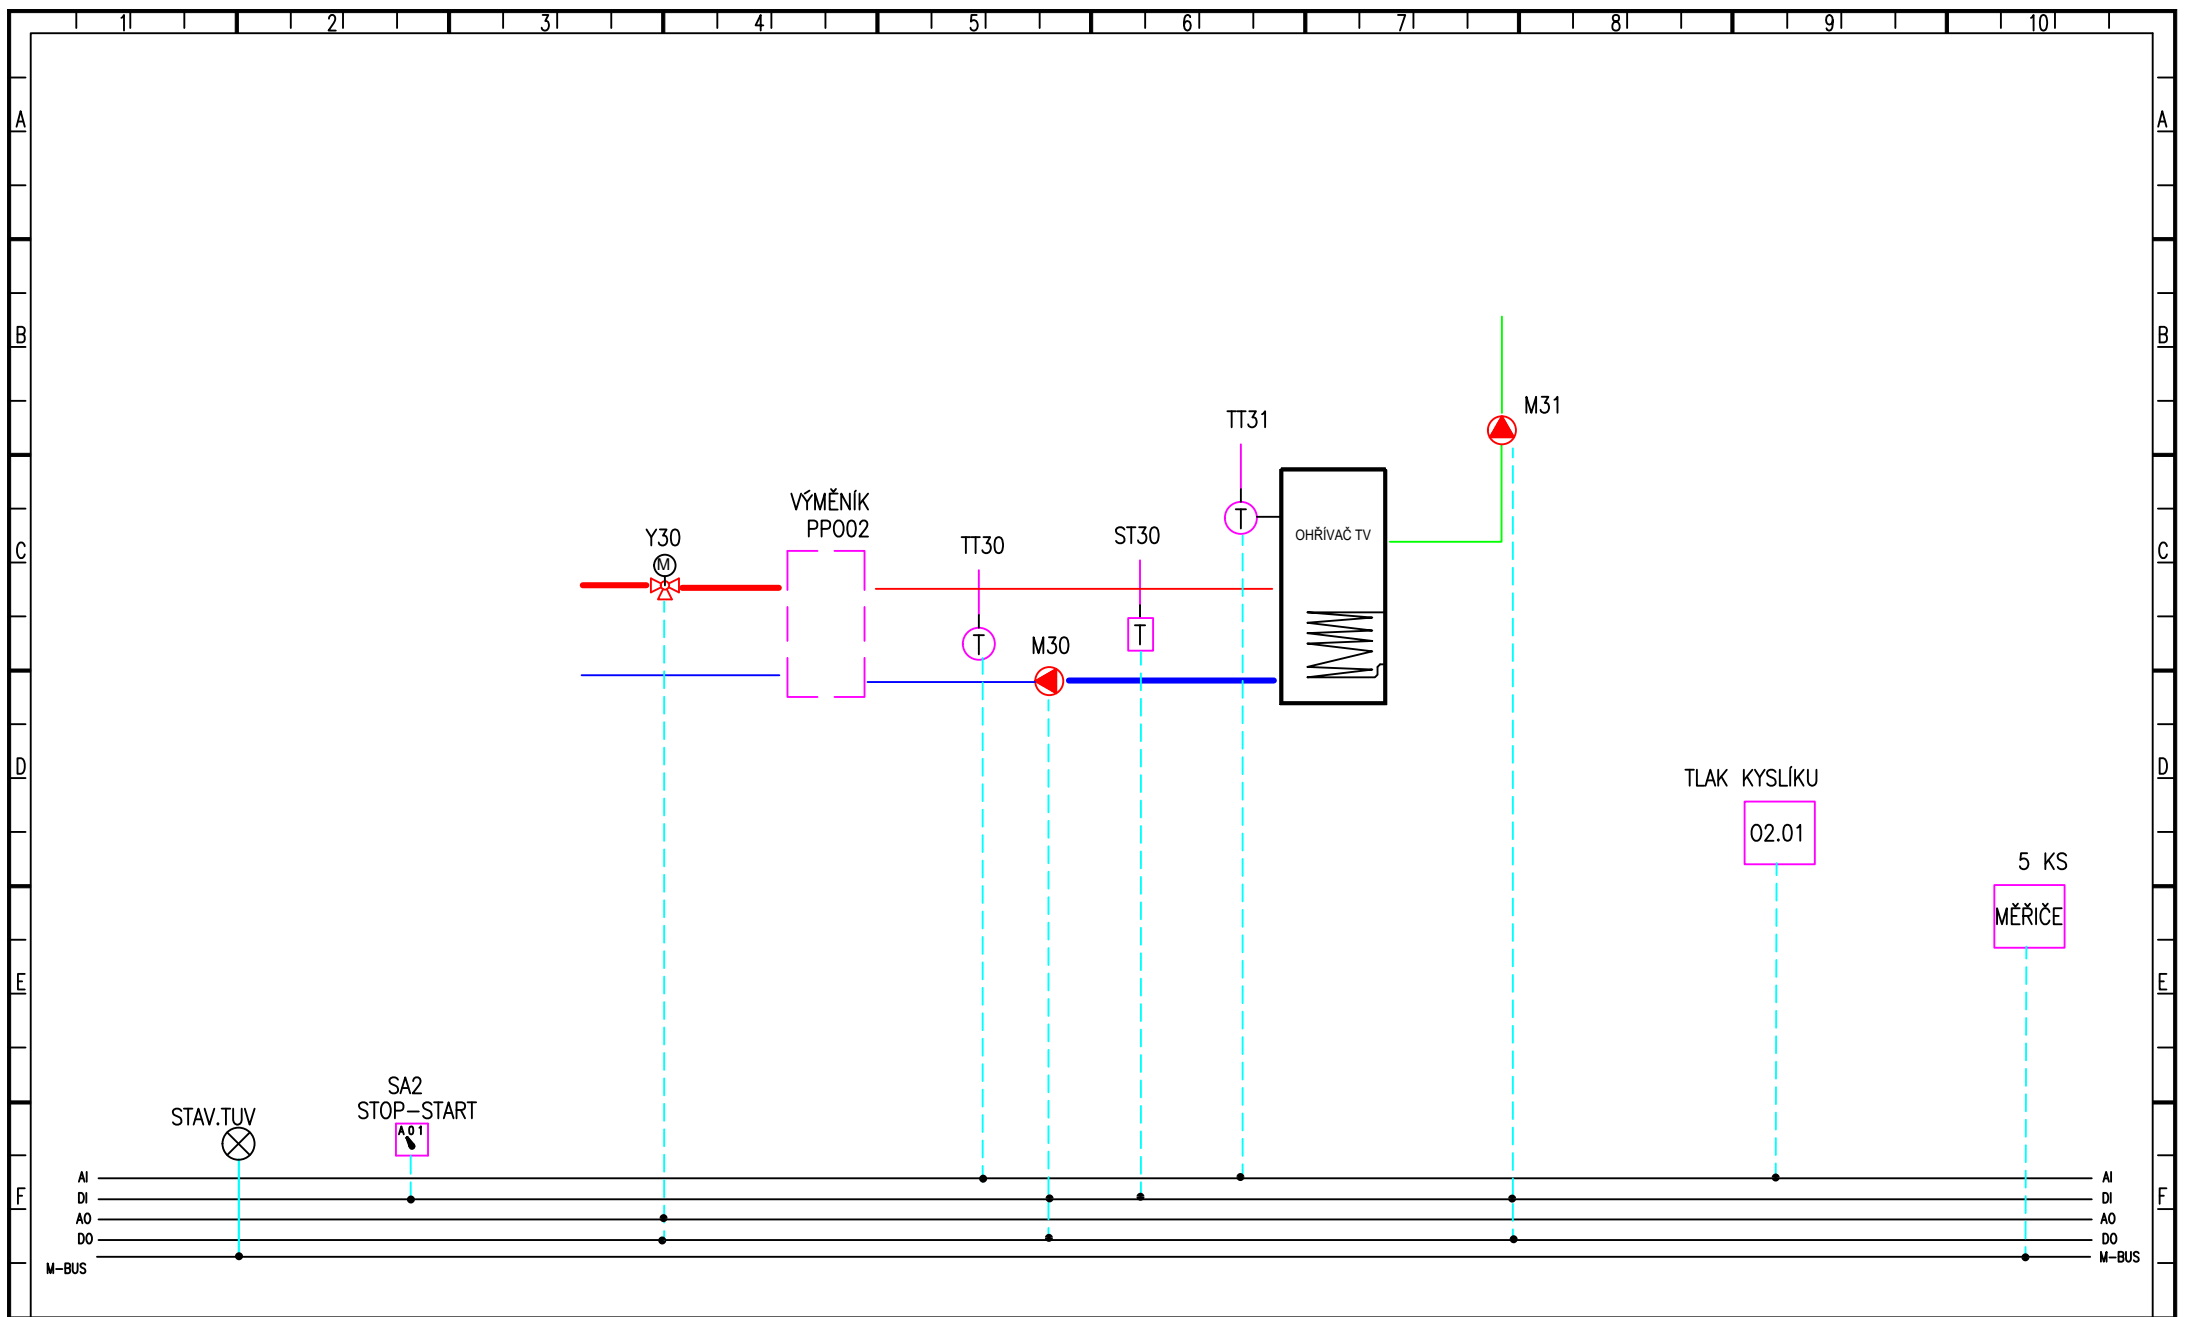 1 2 3 4 5 6 7 8 9 10
A A
B B
M31
TT31
VÝMĚNÍK
PP002
Y30
M
TT30
ST30
T
OHŘÍVAČ TV
C C
T
T
M30
D D
TLAK KYSLÍKU
O2.01
5 KS
MĚŘIČE
E E
SA2
STOP-START
STAV.TUV
A 0 1
AI AI
DI DI
F F
AO AO
DO DO
M-BUS M-BUS